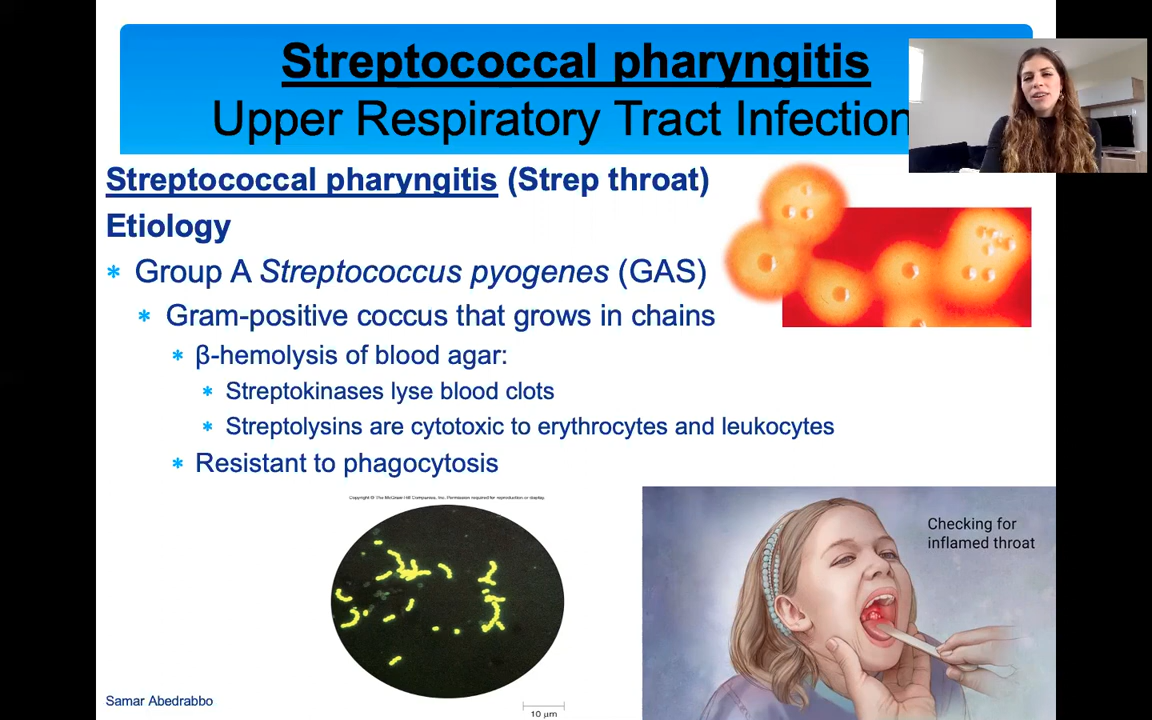 Streptococcal pharyngitis
Upper Respiratory Tract Infection
Streptococcal pharyngitis (Strep throat)
Etiology
* Group A Streptococcus pyogenes (GAS)
* Gram-positive coccus that grows in chains
* β-hemolysis of blood agar:
* Streptokinases lyse blood clots
* Streptolysins are cytotoxic to erythrocytes and leukocytes
* Resistant to phagocytosis
Copyright © The McGraw-Hill Companies, Inc. Permission required for reproduction or display.
Checking for
inflamed throat
Samar Abedrabbo
10 µm